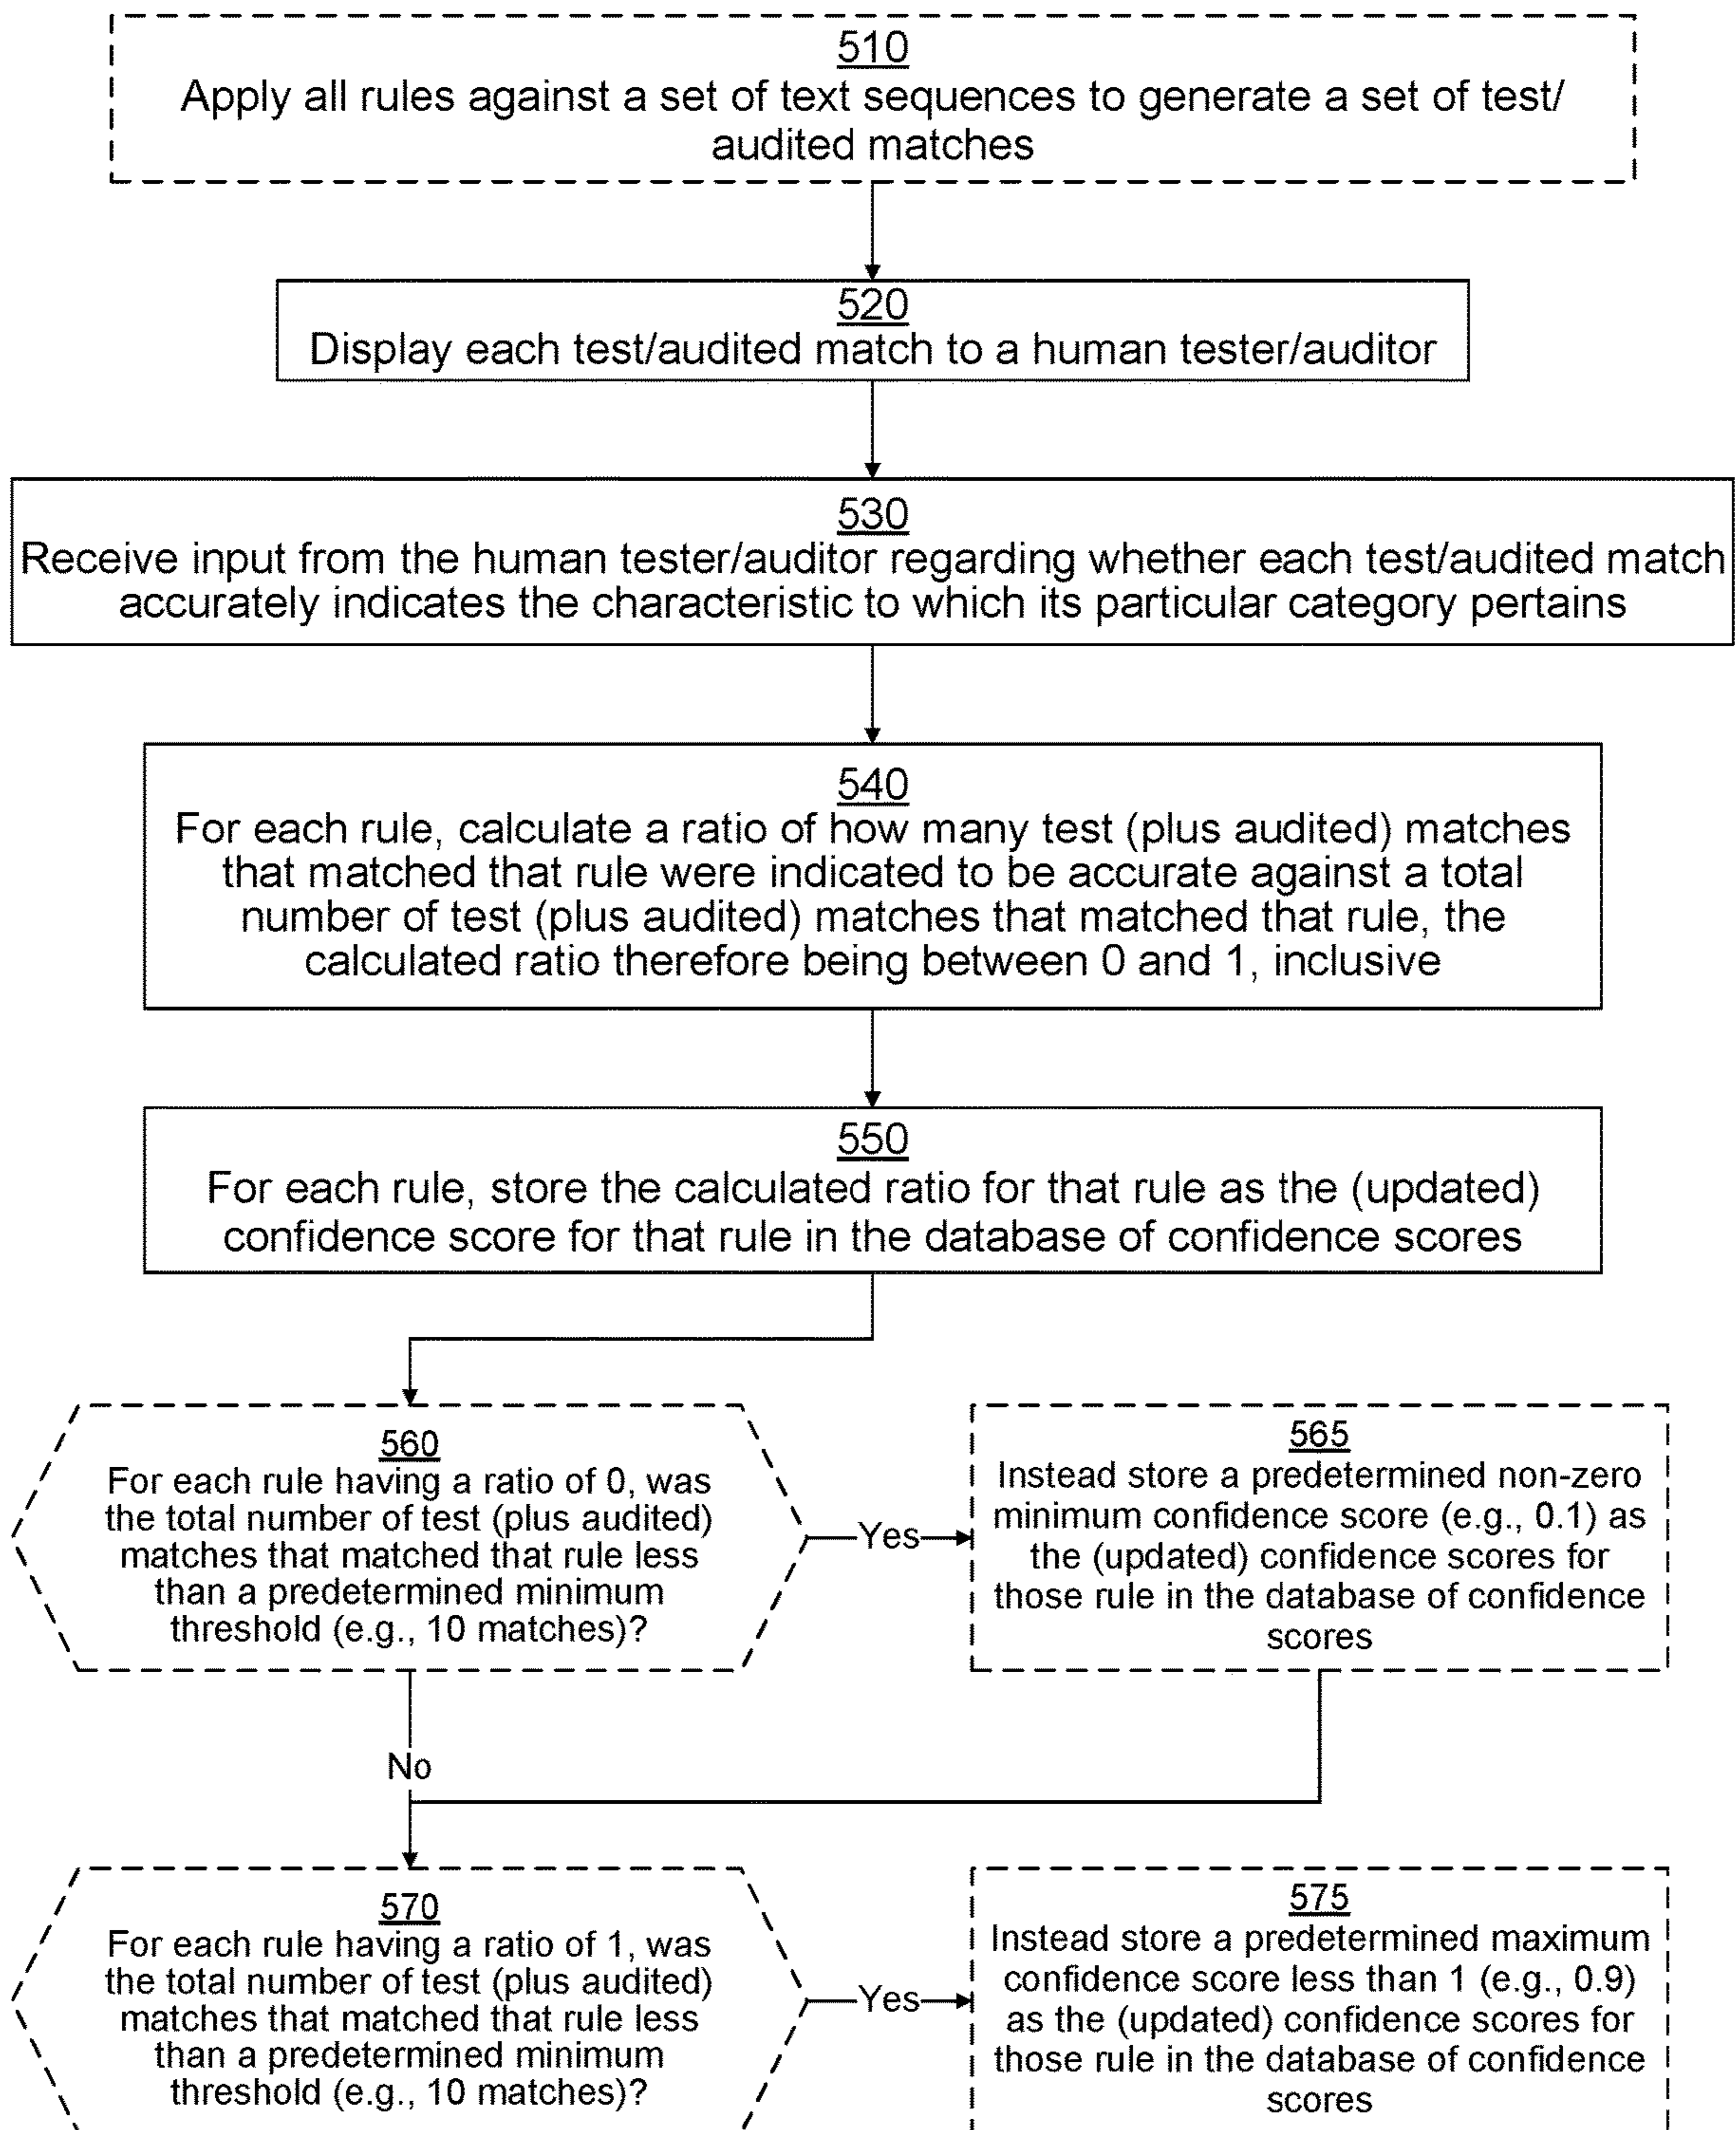 510
Apply all rules against a set of text sequences to generate a set of test/
audited matches
520
Display each test/audited match to a human tester/auditor
530
Receive input from the human tester/auditor regarding whether each test/audited match
accurately indicates the characteristic to which its particular category pertains
540
For each rule, calculate a ratio of how many test (plus audited) matches
that matched that rule were indicated to be accurate against a total
number of test (plus audited) matches that matched that rule, the
calculated ratio therefore being between 0 and 1, inclusive
550
For each rule, store the calculated ratio for that rule as the (updated)
confidence score for that rule in the database of confidence scores
560
For each rule having a ratio of 0, was
the total number of test (plus audited)
matches that matched that rule less
than a predetermined minimum
threshold (e.g., 10 matches)?
Yes
565
Instead store a predetermined non-zero
minimum confidence score (e.g., 0.1) as
the (updated) confidence scores for
those rule in the database of confidence
scores
No
570
For each rule having a ratio of 1, was
the total number of test (plus audited)
matches that matched that rule less
than a predetermined minimum
threshold (e.g., 10 matches)?
Yes
575
Instead store a predetermined maximum
confidence score less than 1 (e.g., 0.9)
as the (updated) confidence scores for
those rule in the database of confidence
scores